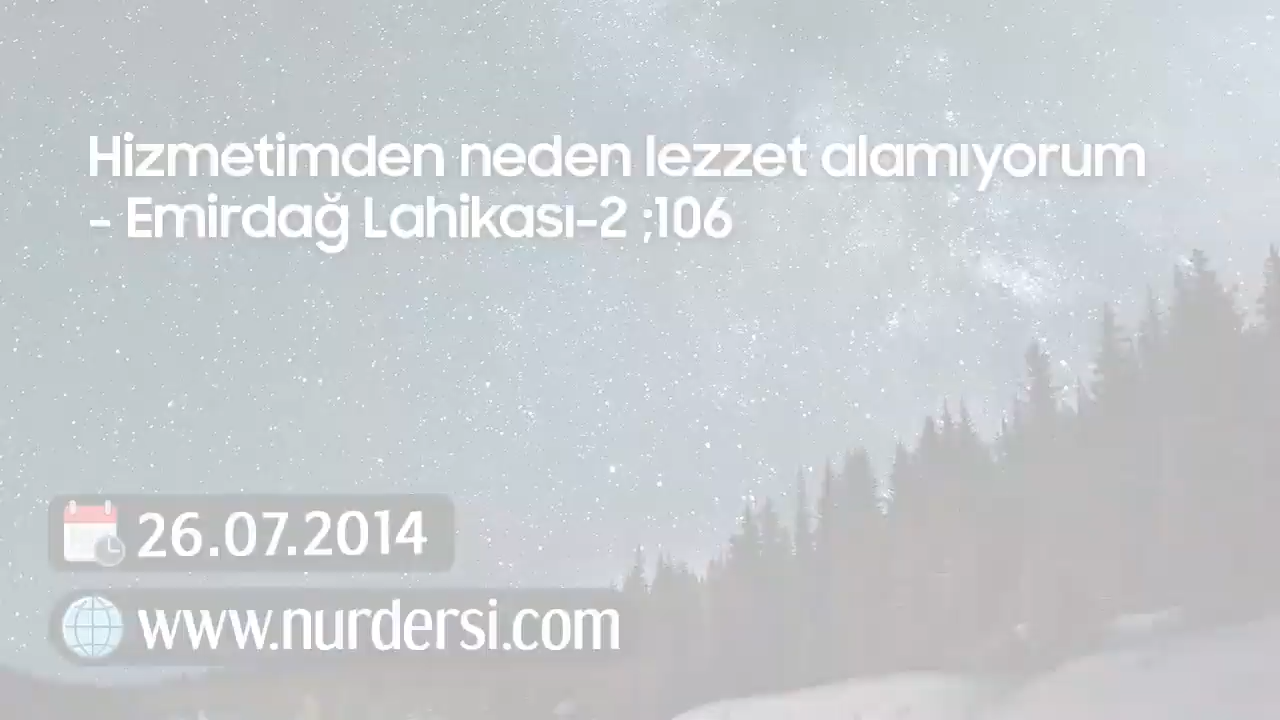 Hizmetimden neden lezzet alamıyorum
- Emirdağ Lahikası-2 ;106
26.07.2014
www.nurdersi.com